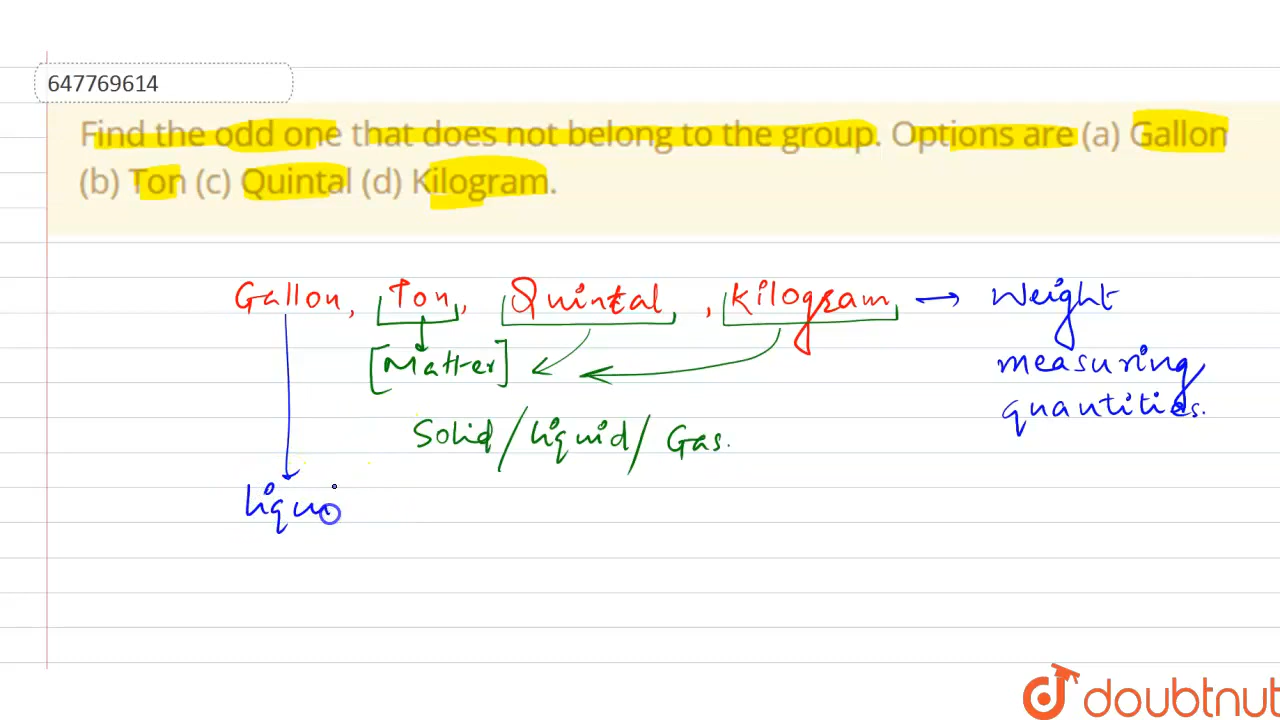 647769614
Find the odd one that does not belong to the group. Options are (a) Gallon
(b) Ton (c) Quintal (d) Kilogram.
Gallon, Ton, Quintal, Kilogram → Weight
[Matter]
measuring
quantities.
Solid/liquid/Gas.
liqui
doubtnut